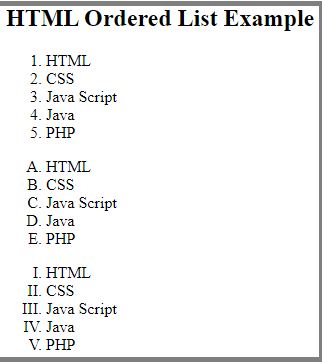 HTML Ordered List Example
1. HTML
2. CSS
3. Java Script
4. Java
5. PHP
A. HTML
B. CSS
C. Java Script
D. Java
E. PHP
I. HTML
II. CSS
III. Java Script
IV. Java
V. PHP